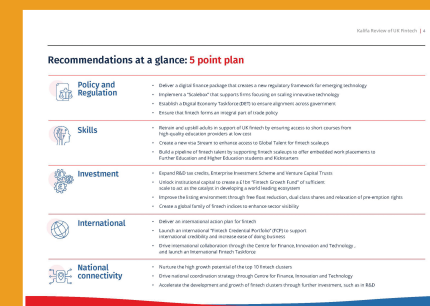 Kalifa Review of UK Fintech | 4
Recommendations at a glance: 5 point plan
Policy and
Regulation
• Deliver a digital finance package that creates a new regulatory framework for emerging technology
• Implement a "Scalebox" that supports firms focusing on scaling innovative technology
• Establish a Digital Economy Taskforce (DET) to ensure alignment across government
• Ensure that fintech forms an integral part of trade policy
Skills
• Retrain and upskill adults in support of UK fintech by ensuring access to short courses from
high-quality education providers at low cost
• Create a new visa Stream to enhance access to Global Talent for fintech scaleups
• Build a pipeline of fintech talent by supporting fintech scaleups to offer embedded work placements to
Further Education and Higher Education students and Kickstarters
Investment
• Expand R&D tax credits, Enterprise Investment Scheme and Venture Capital Trusts
• Unlock institutional capital to create a £1bn "Fintech Growth Fund" of sufficient
scale to act as the catalyst in developing a world leading ecosystem
• Improve the listing environment through free float reduction, dual class shares and relaxation of pre-emption rights
• Create a global family of fintech indices to enhance sector visibility
International
• Deliver an international action plan for fintech
• Launch an international "Fintech Credential Portfolio" (FCP) to support
international credibility and increase ease of doing business
• Drive international collaboration through the Centre for Finance, Innovation and Technology,
and launch an International Fintech Taskforce
National
connectivity
• Nurture the high growth potential of the top 10 fintech clusters
• Drive national coordination strategy through Centre for Finance, Innovation and Technology
• Accelerate the development and growth of fintech clusters through further investment, such as in R&D